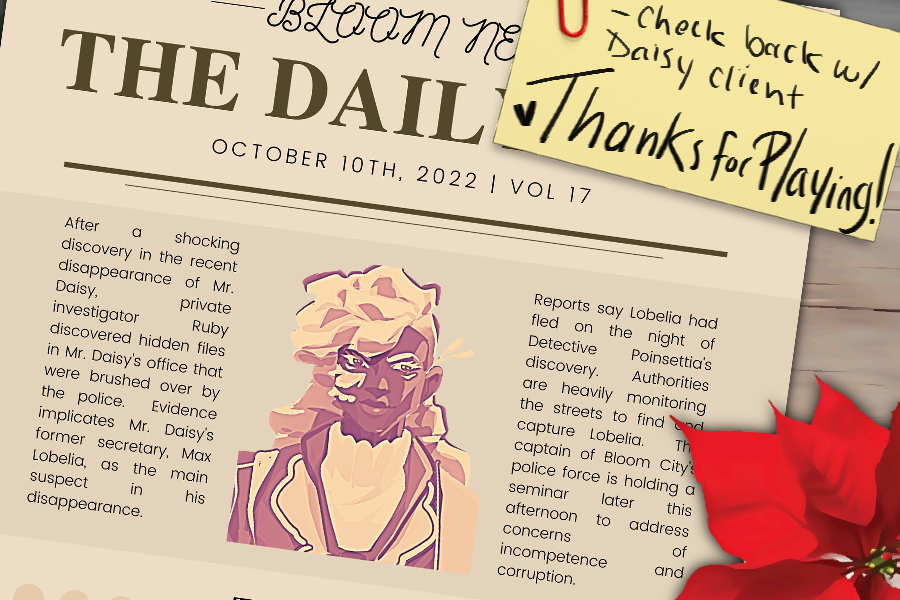 BLOOM NE
THE DAIL
OCTOBER 10TH, 2022 | VOL 17
- Check back w/
Daisy client
Thanks for Playing!
After a shocking
discovery in the recent
disappearance of Mr.
Daisy, private
investigator Ruby
discovered hidden files
in Mr. Daisy's office that
were brushed over by
the police. Evidence
implicates Mr. Daisy's
former secretary, Max
Lobelia, as the main
suspect in his
disappearance.
Reports say Lobelia had
fled on the night of
Detective Poinsettia's
discovery. Authorities
are heavily monitoring
the streets to find and
capture Lobelia. Th
captain of Bloom City's
police force is holding a
seminar later this
afternoon to address
concerns of
incompetence and
corruption.